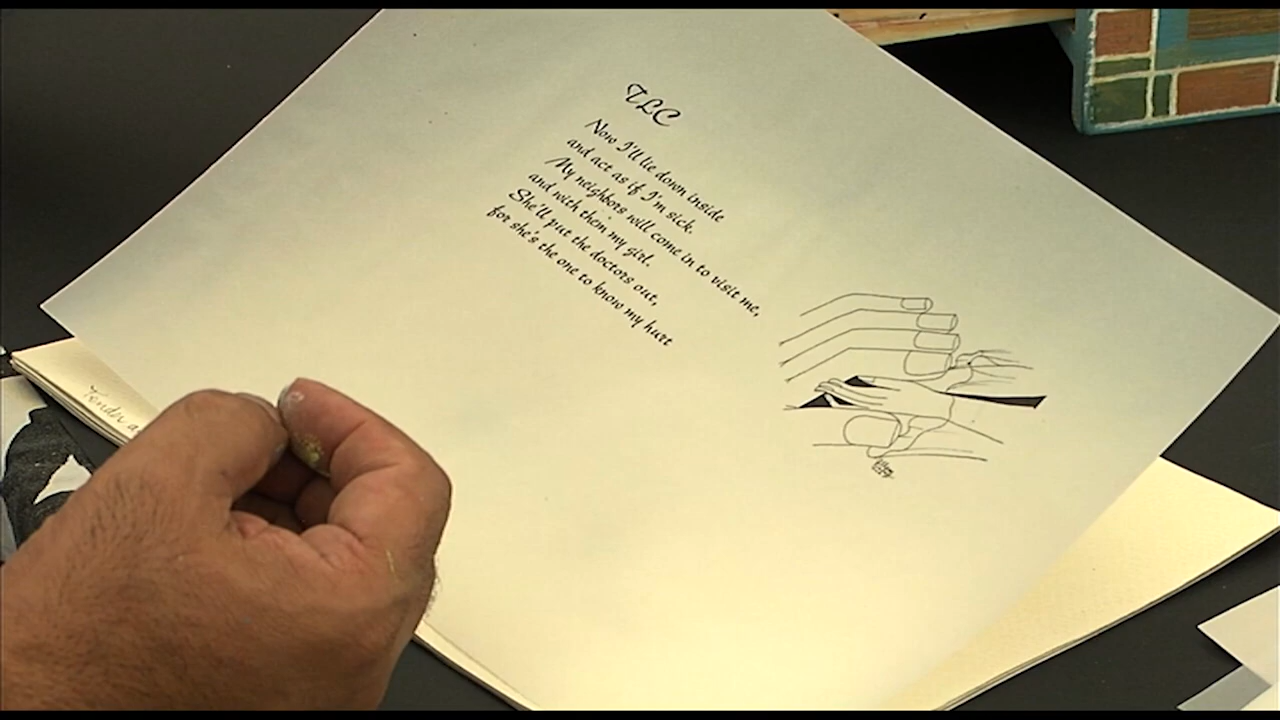 TLC
Now I'll lie down inside
and act as if I'm sick.
My neighbors will come in to visit me,
and with them my girl.
She'll put the doctors out,
for she's the one to know my hurt
Tender a